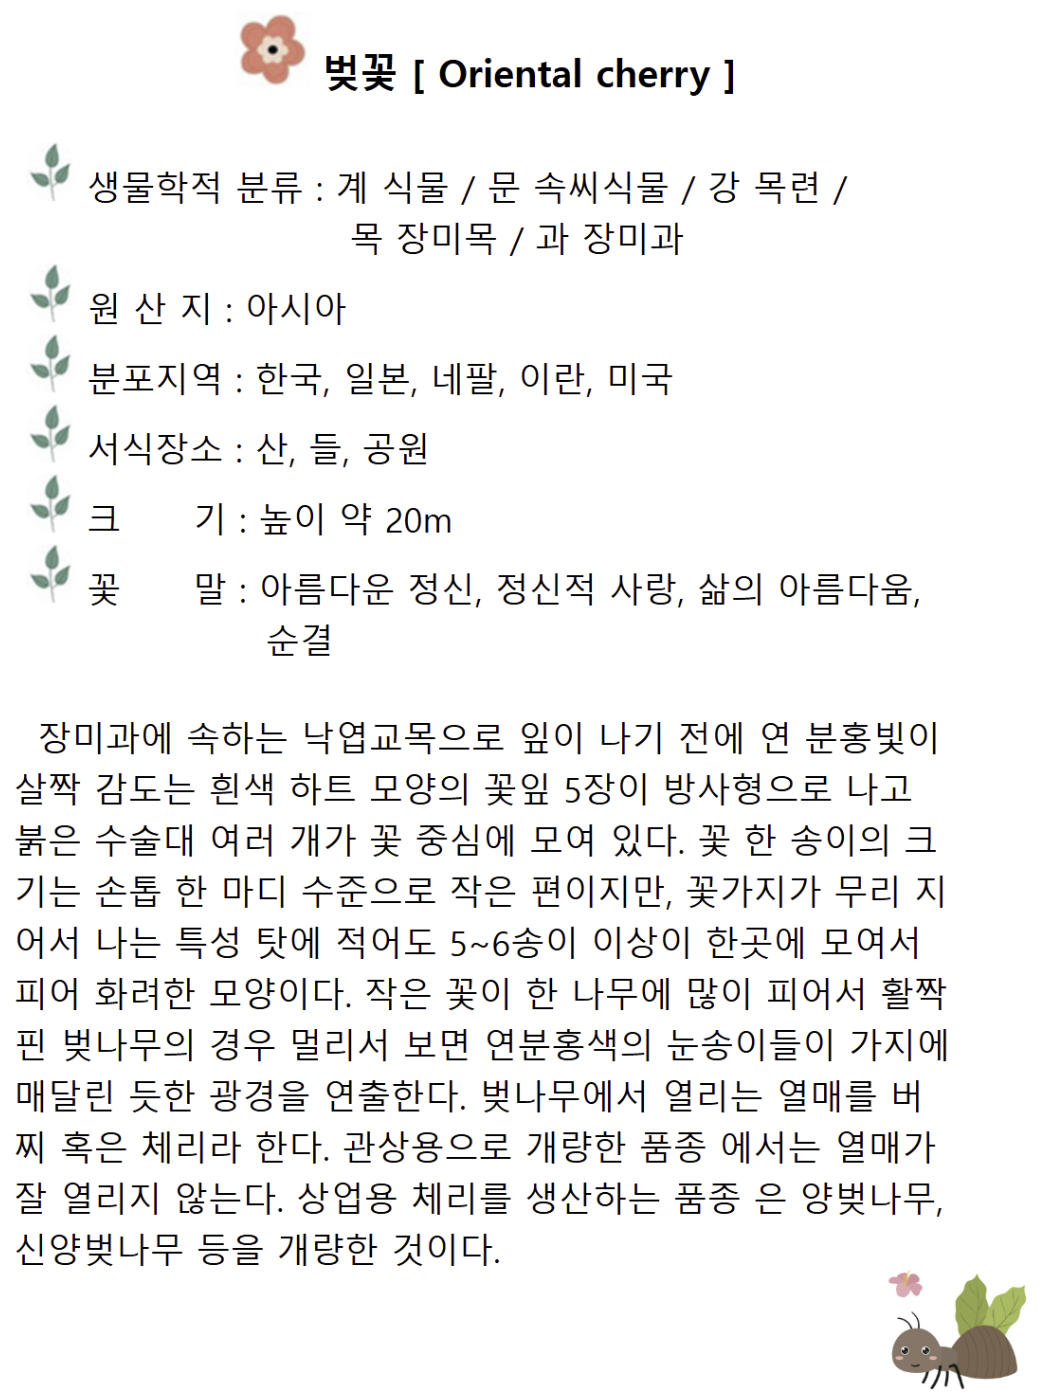 벚꽃 [ Oriental cherry ]
생물학적 분류 : 계 식물 / 문 속씨식물 / 강 목련 /
목 장미목 / 과 장미과
원 산 지 : 아시아
분포지역 : 한국, 일본, 네팔, 이란, 미국
서식장소 : 산, 들, 공원
크 기 : 높이 약 20m
꽃 말 : 아름다운 정신, 정신적 사랑, 삶의 아름다움,
순결
장미과에 속하는 낙엽교목으로 잎이 나기 전에 연 분홍빛이
살짝 감도는 흰색 하트 모양의 꽃잎 5장이 방사형으로 나고
붉은 수술대 여러 개가 꽃 중심에 모여 있다. 꽃 한 송이의 크
기는 손톱 한 마디 수준으로 작은 편이지만, 꽃가지가 무리 지
어서 나는 특성 탓에 적어도 5~6송이 이상이 한곳에 모여서
피어 화려한 모양이다. 작은 꽃이 한 나무에 많이 피어서 활짝
핀 벚나무의 경우 멀리서 보면 연분홍색의 눈송이들이 가지에
매달린 듯한 광경을 연출한다. 벚나무에서 열리는 열매를 버
찌 혹은 체리라 한다. 관상용으로 개량한 품종 에서는 열매가
잘 열리지 않는다. 상업용 체리를 생산하는 품종 은 양벚나무,
신양벚나무 등을 개량한 것이다.